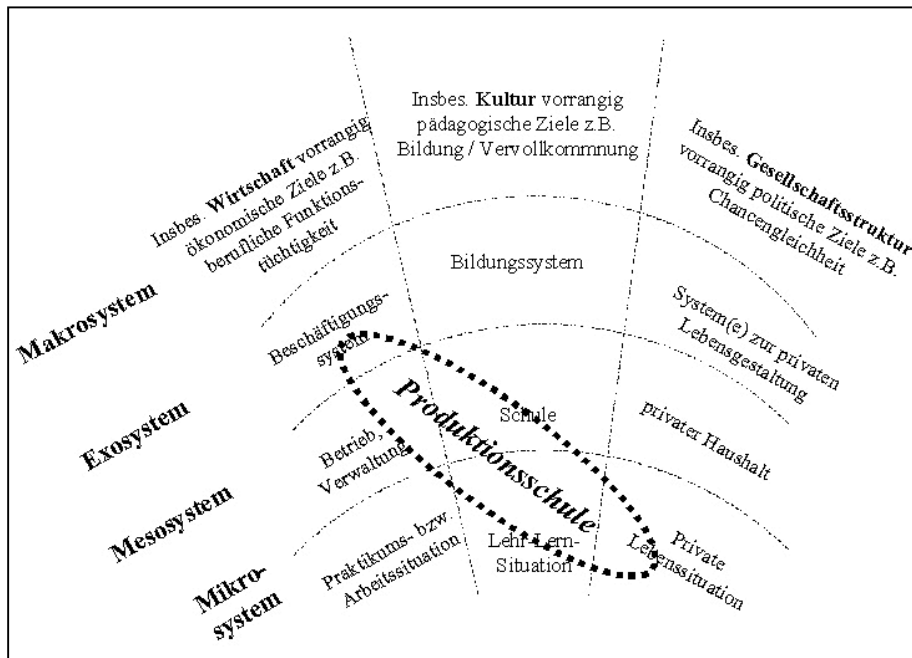 Insbes. Kultur vorrangig
pädagogische Ziele z.B.
Bildung / Vervollkommnung
Insbes. Wirtschaft vorrangig
ökonomische Ziele z.B.
berufliche Funktions-
tüchtigkeit
Insbes. Gesellschaftsstruktur
vorrangig politische Ziele z.B.
Chancengleichheit
Makrosystem
Bildungssystem
Beschäftigungs-
system
System(e) zur privaten
Lebensgestaltung
Exosystem
Produktionsschule
Schule
Betrieb,
Verwaltung
privater Haushalt
Mesosystem
Lehr-Lern-
Situation
Praktikums- bzw
Arbeitssituation
Private
Lebenssituation
Mikro-
system